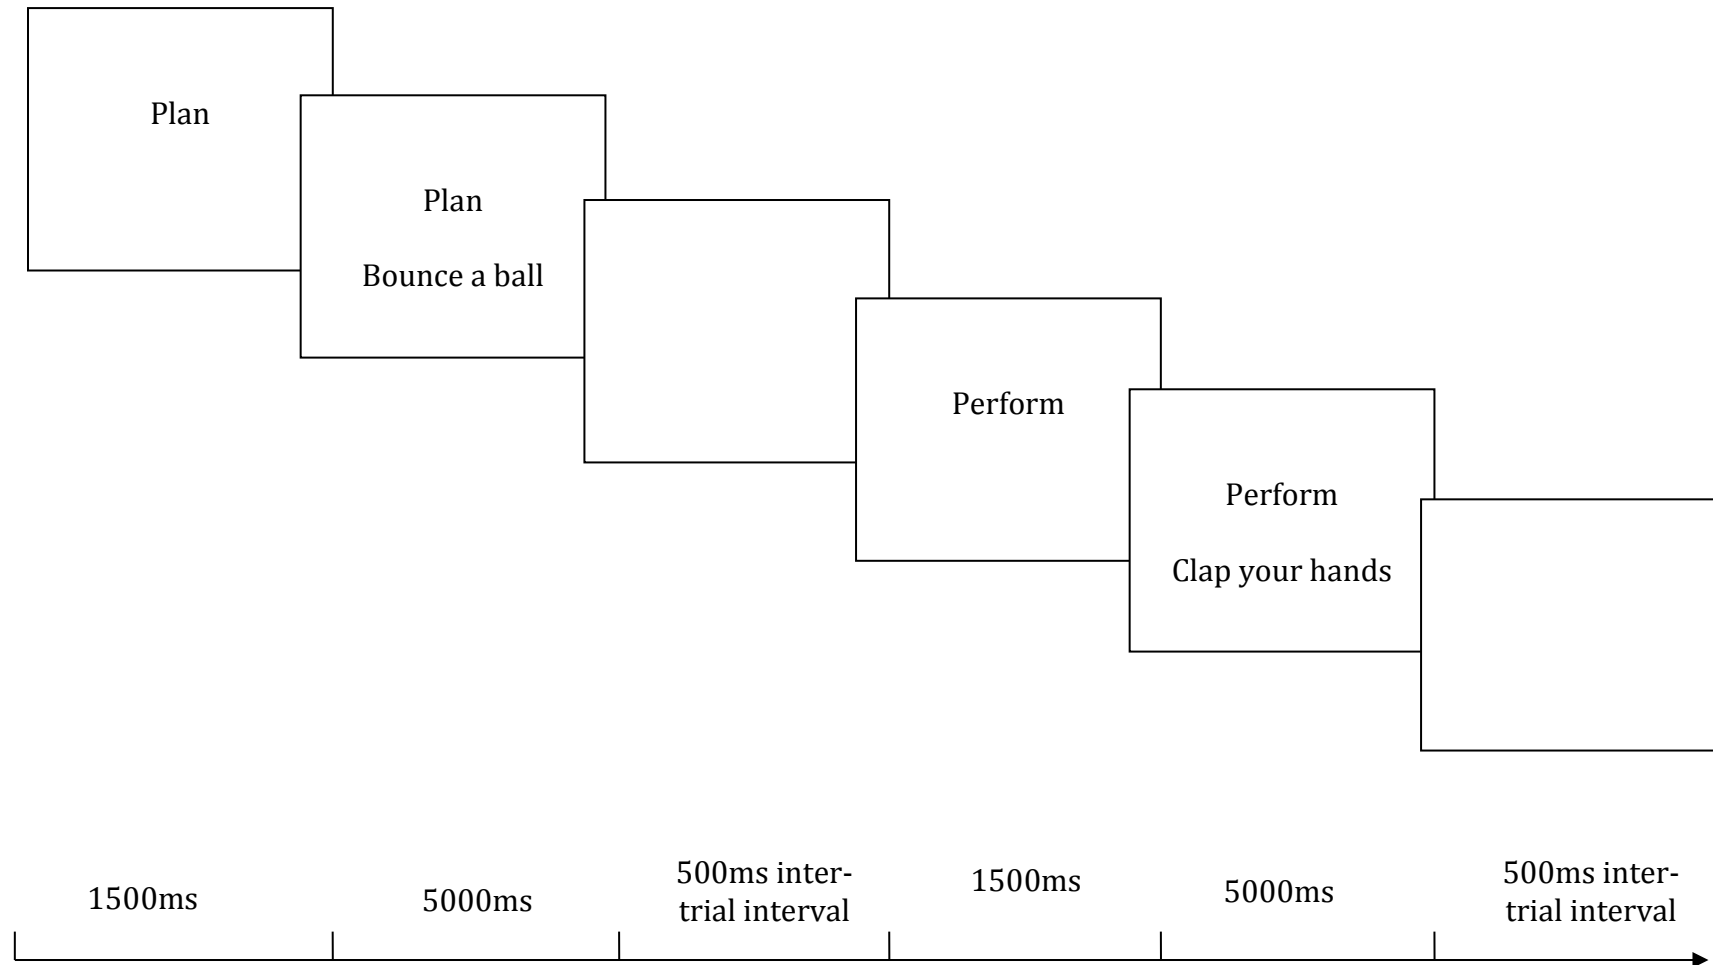 Plan
Plan
Bounce a ball
Perform
Perform
Clap your hands
1500ms
5000ms
500ms inter-
trial interval
1500ms
5000ms
500ms inter-
trial interval